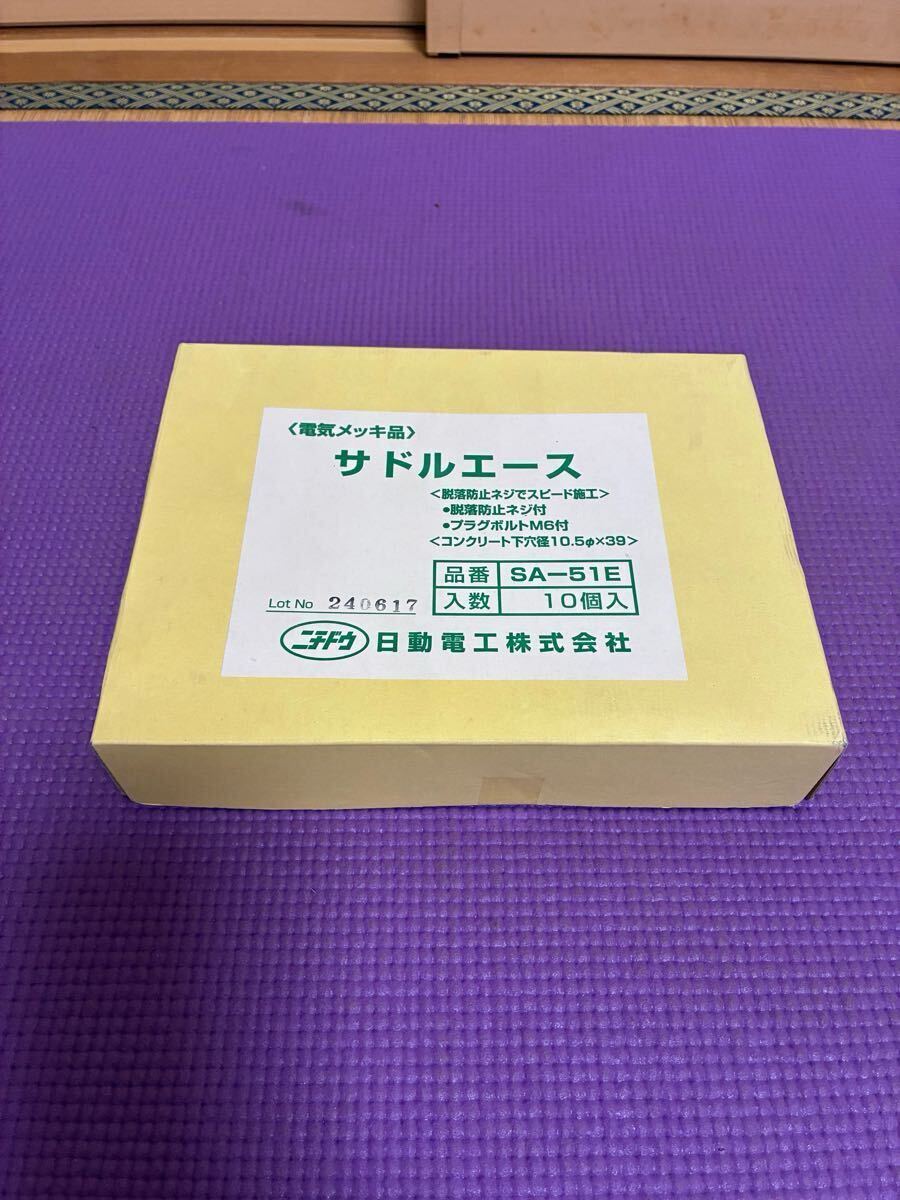 〈電気メッキ品〉
サドルエース
<脱落防止ネジでスピード施工>
●脱落防止ネジ付
●プラグボルトM6付
<コンクリート下穴径10.5φ×39>
品番 SA-51E
入数 10個入
Lot No 240617
ニチドウ 日動電工株式会社